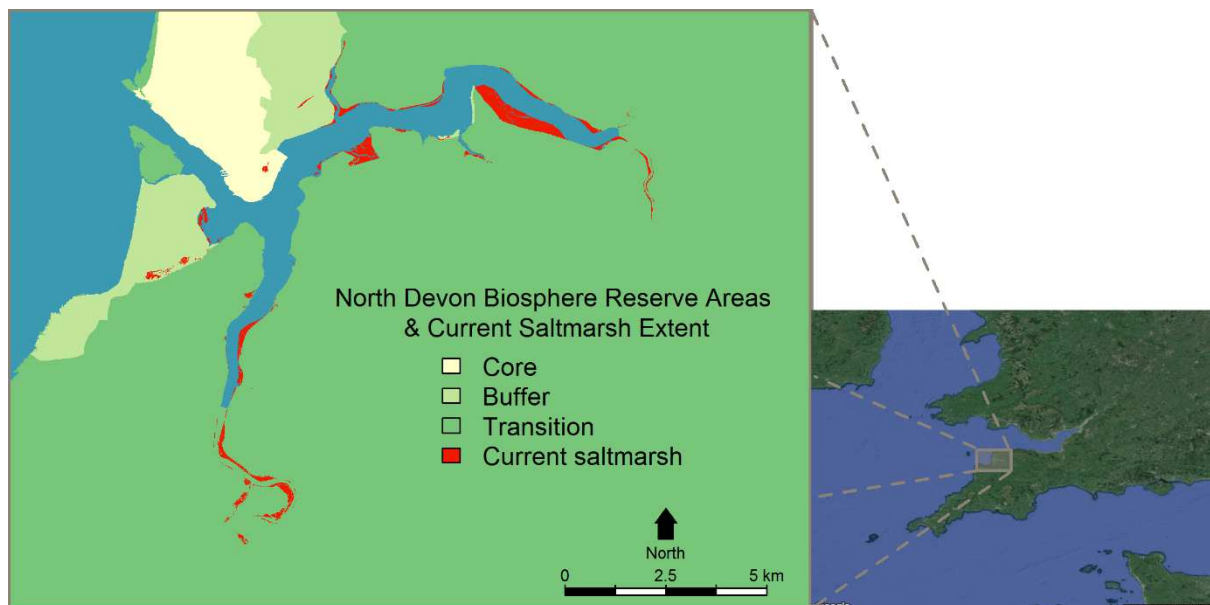 North Devon Biosphere Reserve Areas
& Current Saltmarsh Extent
Core
Buffer
Transition
Current saltmarsh
North
0 2.5 5 km